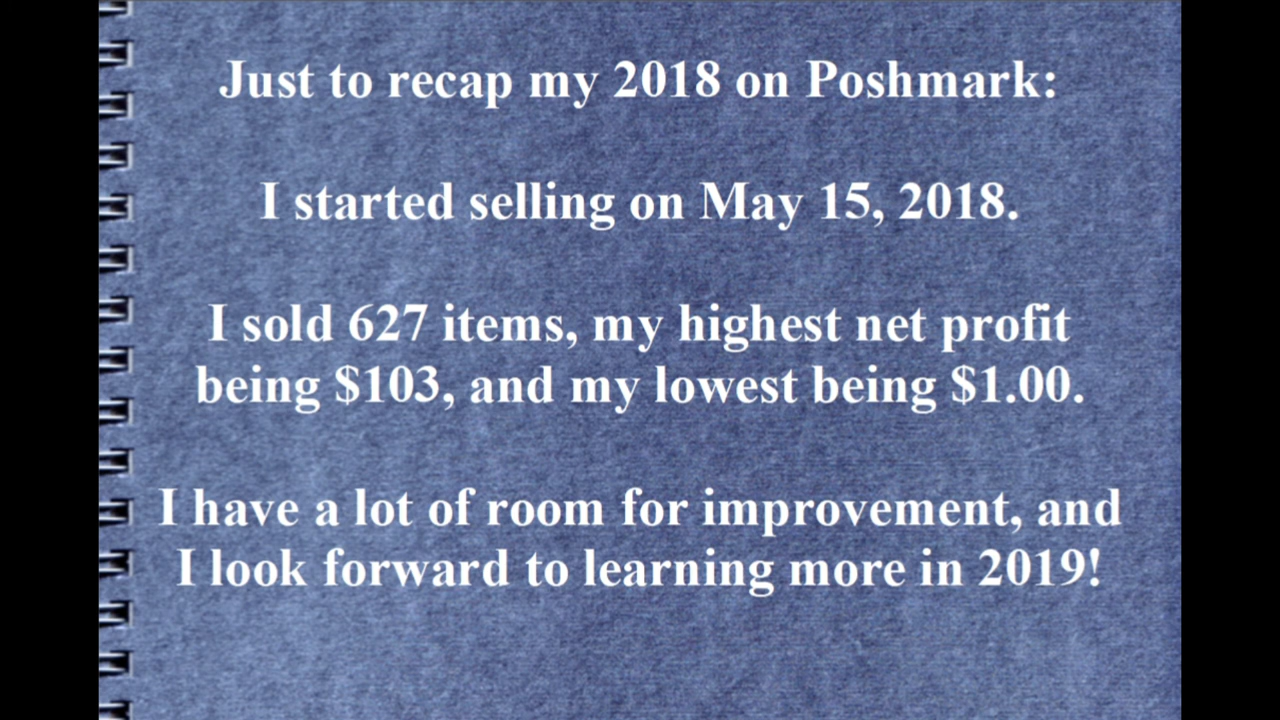 Just to recap my 2018 on Poshmark:
I started selling on May 15, 2018.
I sold 627 items, my highest net profit
being $103, and my lowest being $1.00.
I have a lot of room for improvement, and
I look forward to learning more in 2019!